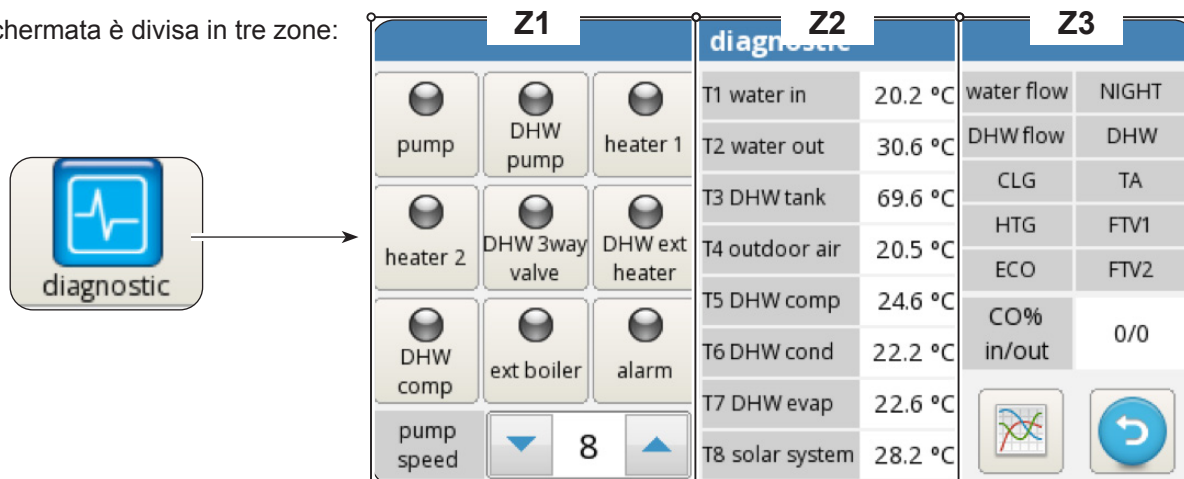 chermata è divisa in tre zone:
diagnostic
Z1
pump
DHW
pump
heater 1
heater 2
DHW 3way
valve
DHW ext
heater
DHW
comp
ext boiler
alarm
pump
speed
8
Z2
diagnostic
T1 water in 20.2 °C
T2 water out 30.6 °C
T3 DHW tank 69.6 °C
T4 outdoor air 20.5 °C
T5 DHW comp 24.6 °C
T6 DHW cond 22.2 °C
T7 DHW evap 22.6 °C
T8 solar system 28.2 °C
Z3
water flow NIGHT
DHW flow DHW
CLG TA
HTG FTV1
ECO FTV2
CO%
in/out
0/0